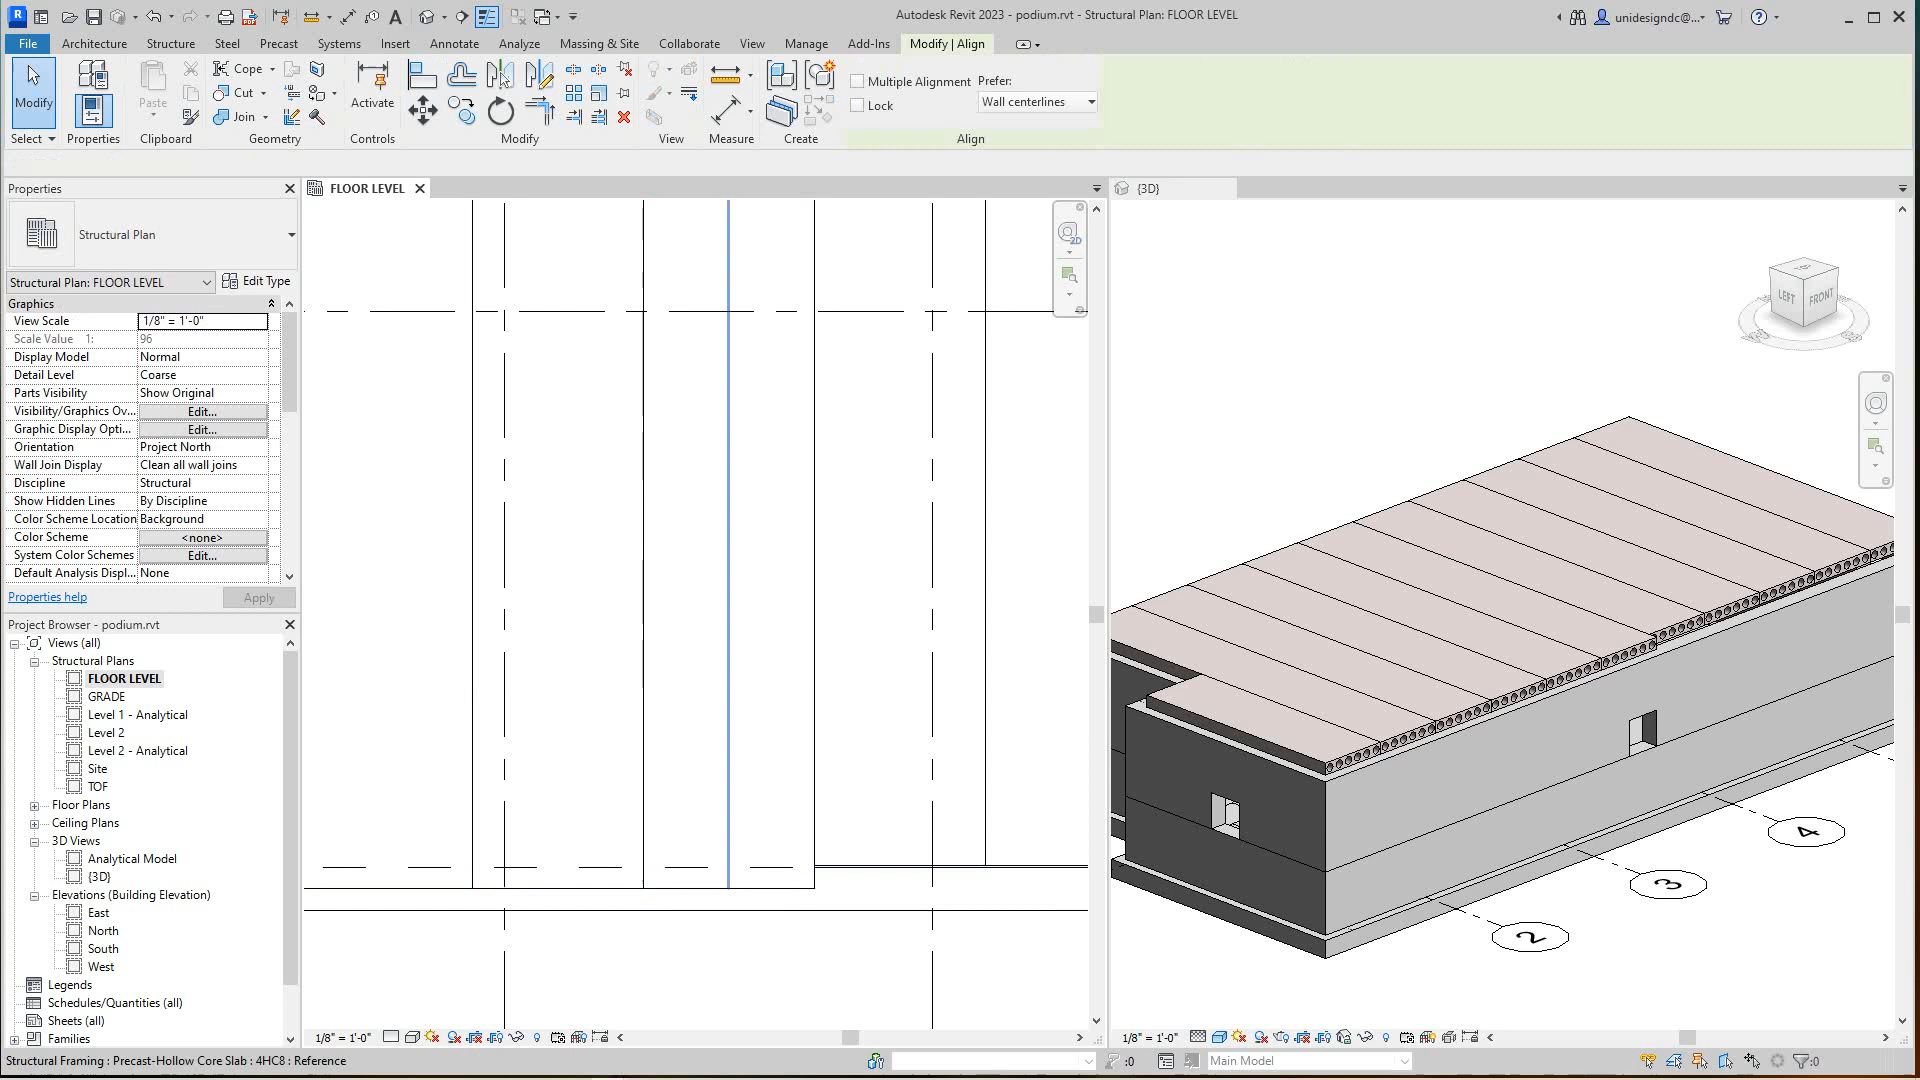 Autodesk Revit 2023 - podium.rvt - Structural Plan: FLOOR LEVEL
unidesigndc@...
File Architecture Structure Steel Precast Systems Insert Annotate Analyze Massing & Site Collaborate View Manage Add-Ins Modify | Align
Modify
Paste
Cope
Cut
Join
Activate
Multiple Alignment
Lock
Prefer:
Wall centerlines
Select Properties Clipboard Geometry Controls Modify View Measure Create Align
Properties
FLOOR LEVEL
{3D}
Structural Plan
Structural Plan: FLOOR LEVEL
Edit Type
Graphics
View Scale 1/8" = 1'-0"
Scale Value 1: 96
Display Model Normal
Detail Level Coarse
Parts Visibility Show Original
Visibility/Graphics Ov... Edit...
Graphic Display Opti... Edit...
Orientation Project North
Wall Join Display Clean all wall joins
Discipline Structural
Show Hidden Lines By Discipline
Color Scheme Location Background
Color Scheme <none>
System Color Schemes Edit...
Default Analysis Displ... None
Properties help
Apply
Project Browser - podium.rvt
Views (all)
Structural Plans
FLOOR LEVEL
GRADE
Level 1 - Analytical
Level 2
Level 2 - Analytical
Site
TOF
Floor Plans
Ceiling Plans
3D Views
Analytical Model
{3D}
Elevations (Building Elevation)
East
North
South
West
Legends
Schedules/Quantities (all)
Sheets (all)
Families
2D
LEFT
FRONT
4
3
2
1/8" = 1'-0"
1/8" = 1'-0"
Structural Framing : Precast-Hollow Core Slab : 4HC8 : Reference
:0
Main Model
:0